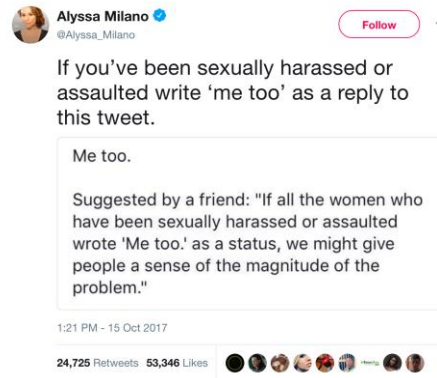 Alyssa Milano
@Alyssa_Milano
Follow
If you’ve been sexually harassed or
assaulted write ‘me too’ as a reply to
this tweet.
Me too.
Suggested by a friend: "If all the women who
have been sexually harassed or assaulted
wrote 'Me too.' as a status, we might give
people a sense of the magnitude of the
problem."
1:21 PM - 15 Oct 2017
24,725 Retweets 53,346 Likes